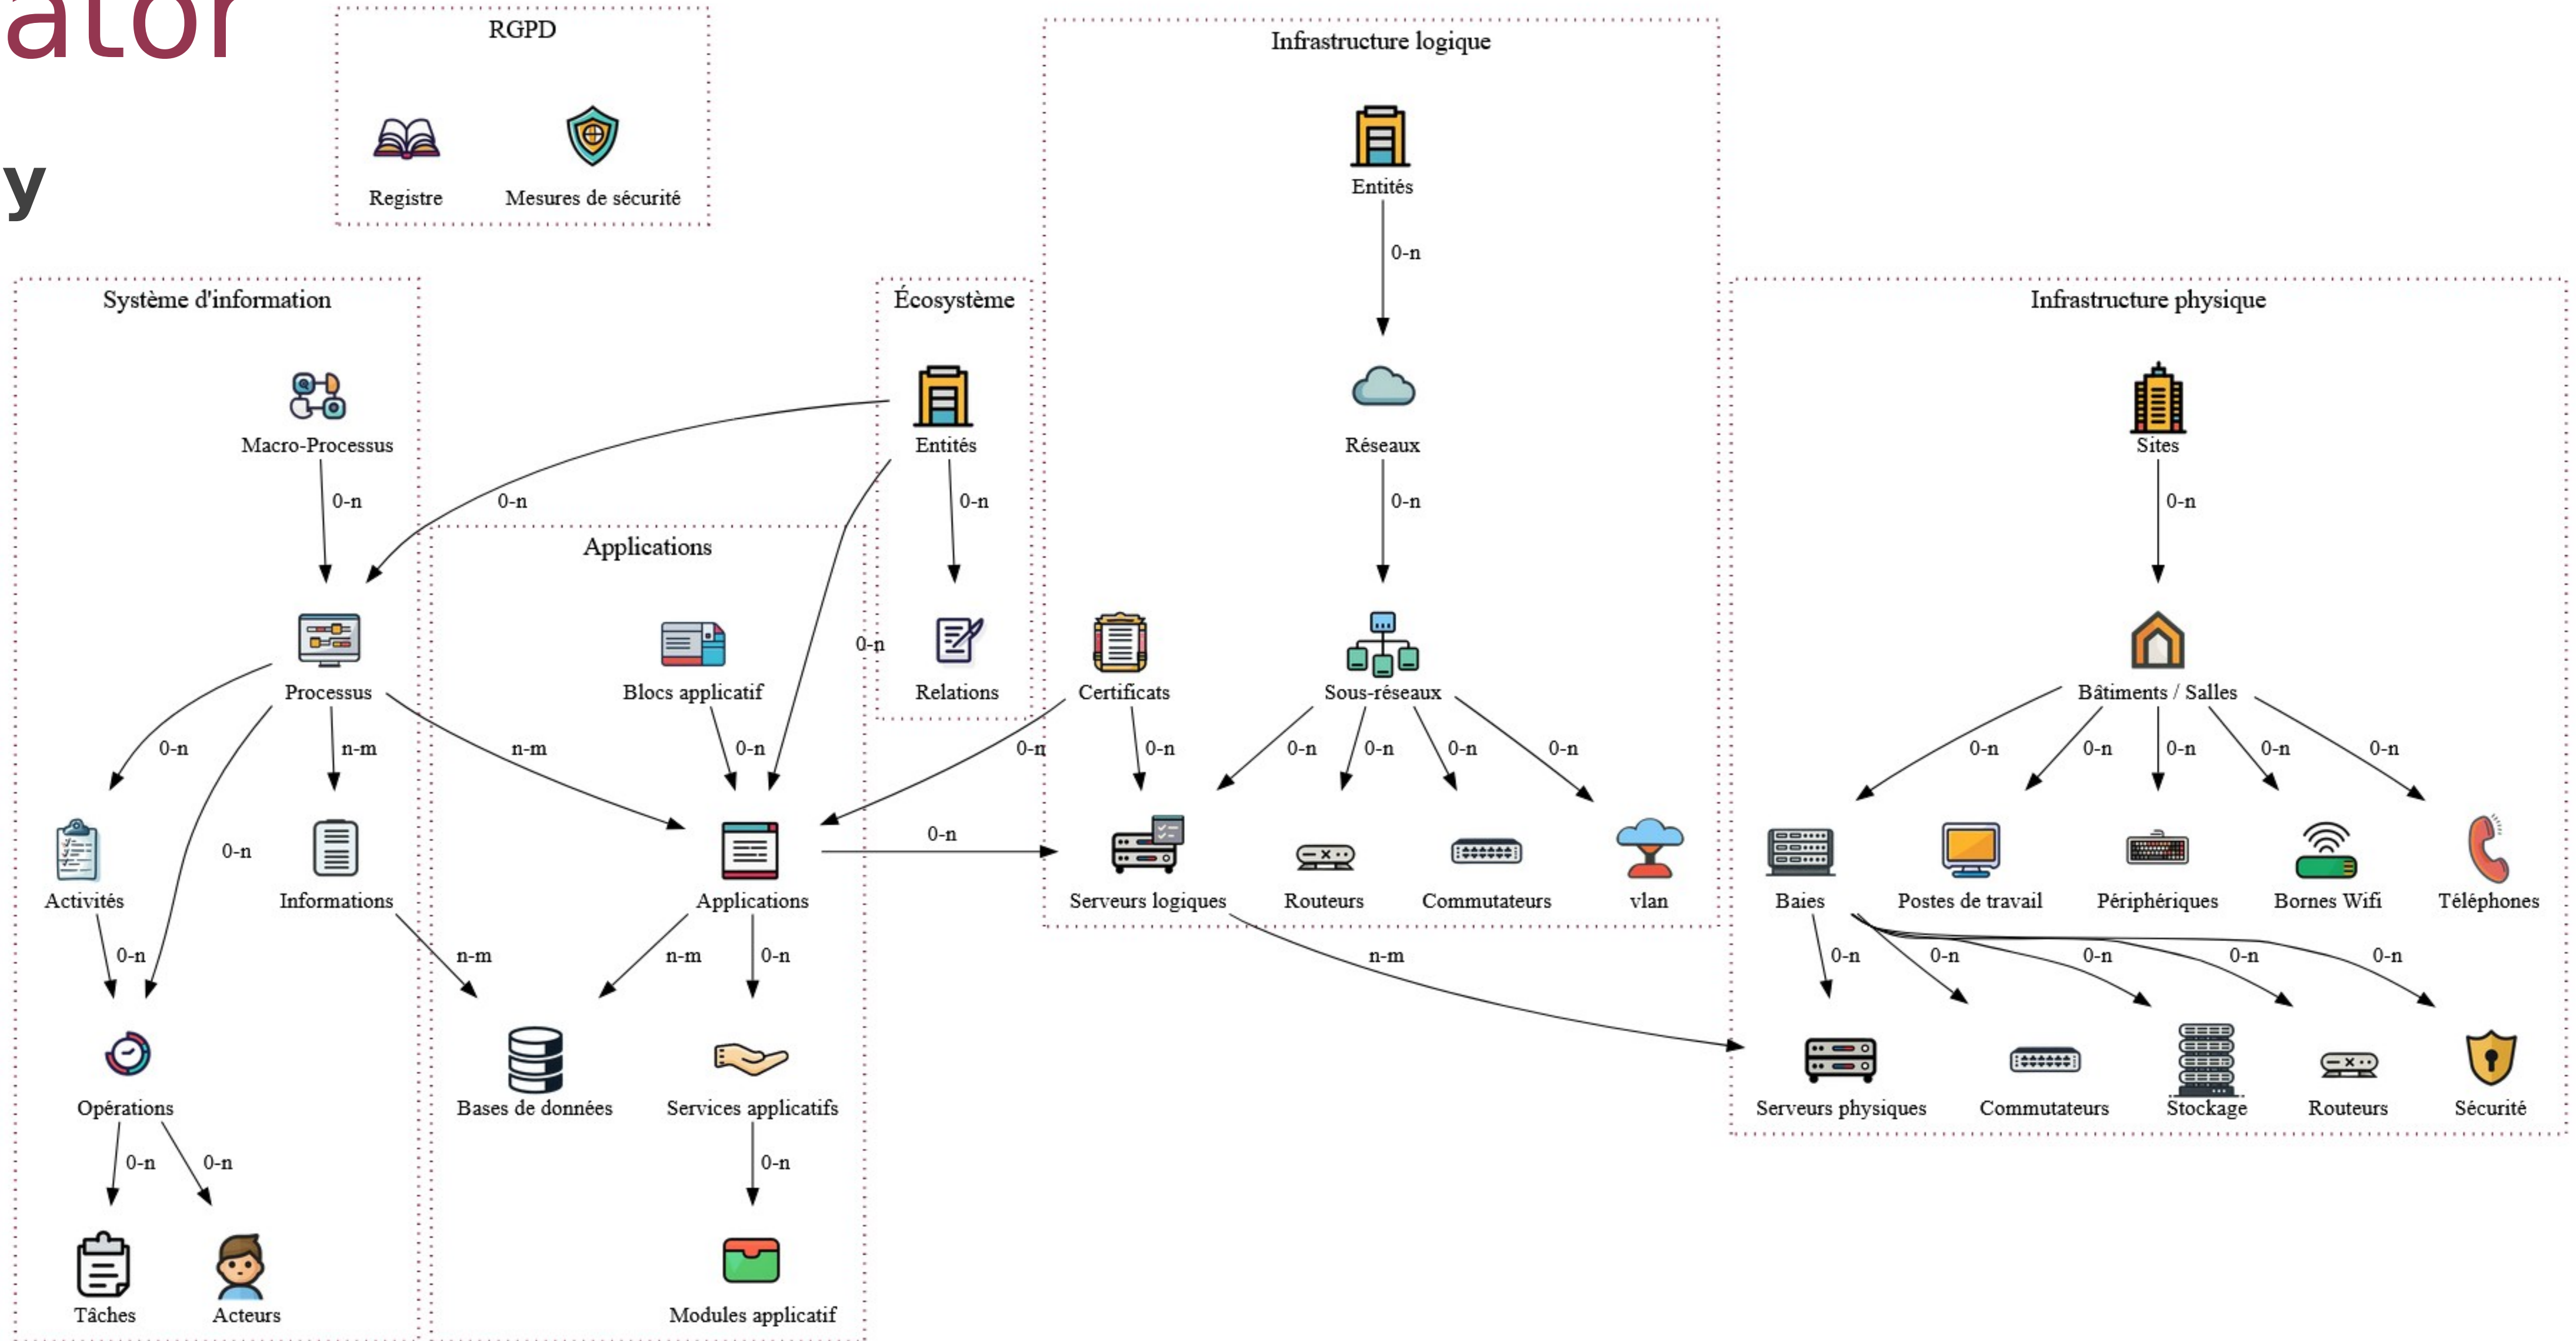 ator
y
RGPD
Registre
Mesures de sécurité
Système d'information
Macro-Processus
0-n
0-n
Processus
0-n
n-m
n-m
0-n
Activités
Informations
0-n
n-m
Opérations
0-n
0-n
Tâches
Acteurs
Applications
Blocs applicatif
0-n
Applications
n-m
0-n
Bases de données
Services applicatifs
0-n
Modules applicatif
Écosystème
Entités
0-n
0-n
Relations
Infrastructure logique
Entités
0-n
Réseaux
0-n
Certificats
Sous-réseaux
0-n
0-n
0-n
0-n
0-n
0-n
0-n
Serveurs logiques
Routeurs
Commutateurs
vlan
n-m
Infrastructure physique
Sites
0-n
Bâtiments / Salles
0-n
0-n
0-n
0-n
0-n
Baies
Postes de travail
Périphériques
Bornes Wifi
Téléphones
0-n
0-n
0-n
0-n
0-n
Serveurs physiques
Commutateurs
Stockage
Routeurs
Sécurité